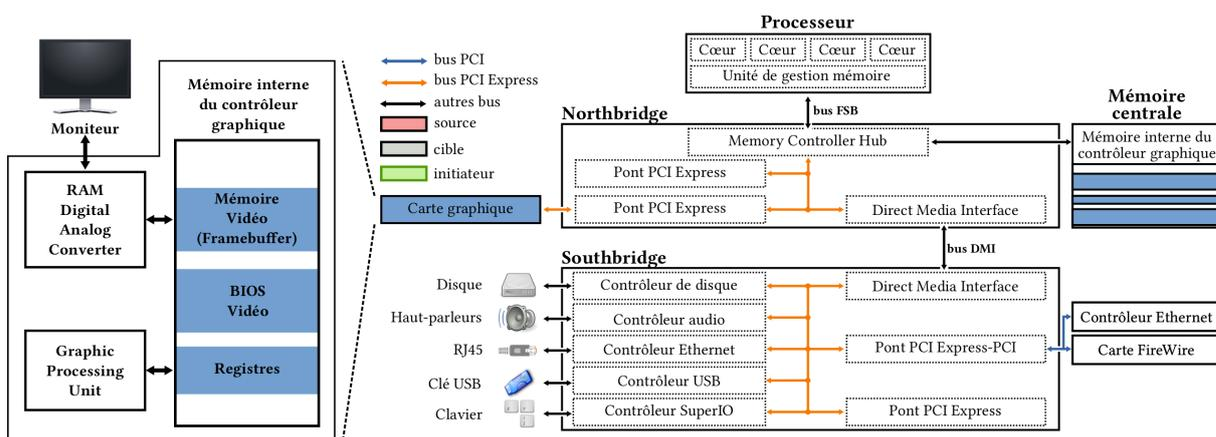 Moniteur
RAM
Digital
Analog
Converter
Graphic
Processing
Unit
Mémoire interne
du contrôleur
graphique
Mémoire
Vidéo
(Framebuffer)
BIOS
Vidéo
Registres
bus PCI
bus PCI Express
autres bus
source
cible
initiateur
Carte graphique
Processeur
Cœur Cœur Cœur Cœur
Unité de gestion mémoire
bus FSB
Northbridge
Memory Controller Hub
Pont PCI Express
Pont PCI Express
Direct Media Interface
Mémoire
centrale
Mémoire interne du
contrôleur graphique
bus DMI
Southbridge
Disque
Haut-parleurs
RJ45
Clé USB
Clavier
Contrôleur de disque
Contrôleur audio
Contrôleur Ethernet
Contrôleur USB
Contrôleur SuperIO
Direct Media Interface
Pont PCI Express-PCI
Pont PCI Express
Contrôleur Ethernet
Carte FireWire